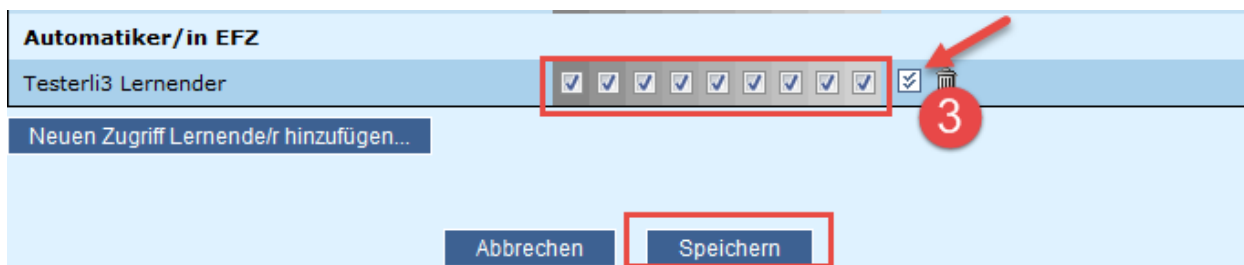 Automatiker/in EFZ
Testerli3 Lernender
3
Neuen Zugriff Lernende/r hinzufügen...
Abbrechen Speichern